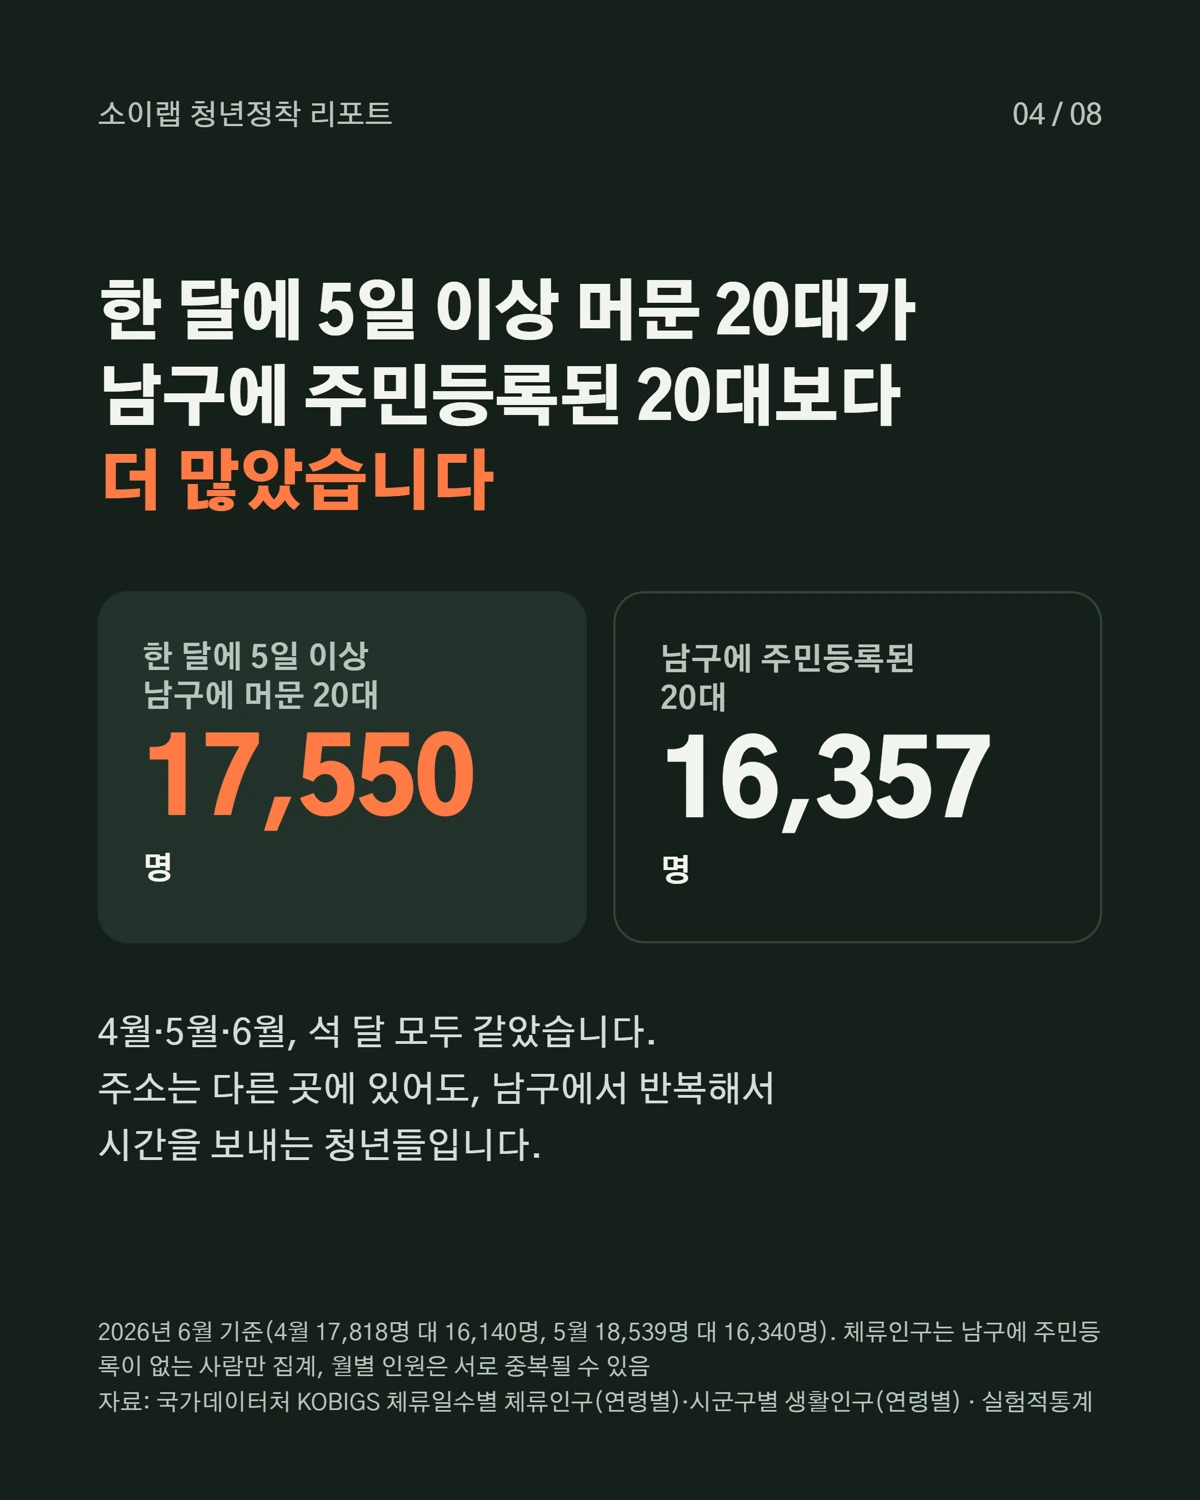 소이랩 청년정착 리포트
04 / 08
한 달에 5일 이상 머문 20대가
남구에 주민등록된 20대보다
더 많았습니다
한 달에 5일 이상
남구에 머문 20대
17,550
명
남구에 주민등록된
20대
16,357
명
4월·5월·6월, 석 달 모두 같았습니다.
주소는 다른 곳에 있어도, 남구에서 반복해서
시간을 보내는 청년들입니다.
2026년 6월 기준(4월 17,818명 대 16,140명, 5월 18,539명 대 16,340명). 체류인구는 남구에 주민등
록이 없는 사람만 집계, 월별 인원은 서로 중복될 수 있음
자료: 국가데이터처 KOBIGS 체류일수별 체류인구(연령별)·시군구별 생활인구(연령별) · 실험적통계